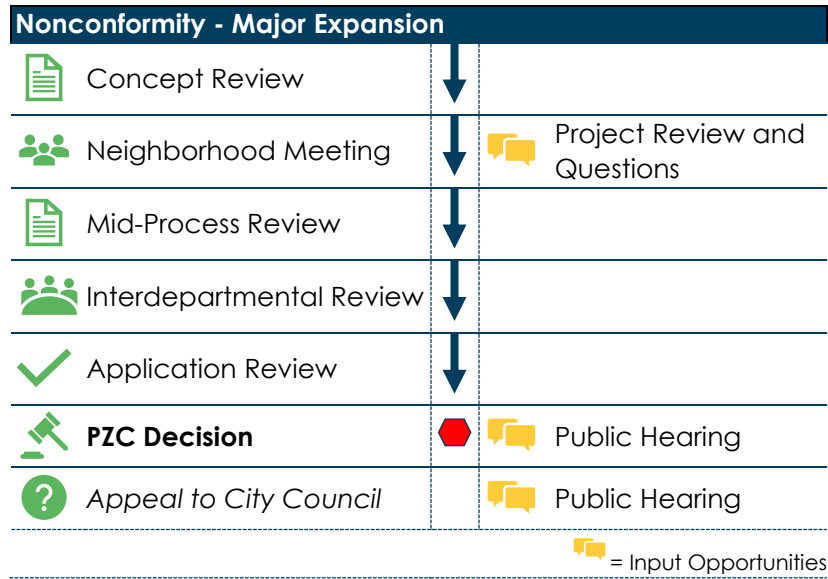 Nonconformity - Major Expansion
Concept Review
Neighborhood Meeting
Project Review and
Questions
Mid-Process Review
Interdepartmental Review
Application Review
PZC Decision
Public Hearing
?
Appeal to City Council
Public Hearing
= Input Opportunities